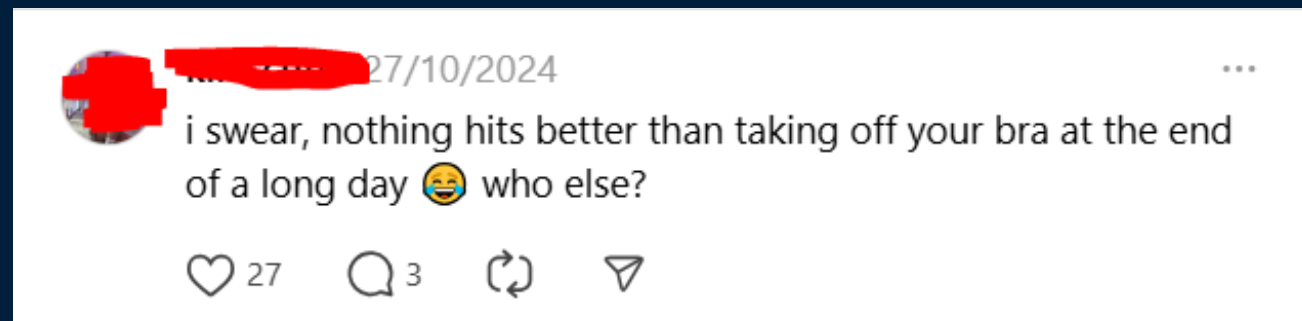 27/10/2024
i swear, nothing hits better than taking off your bra at the end
of a long day 😂 who else?
27 3